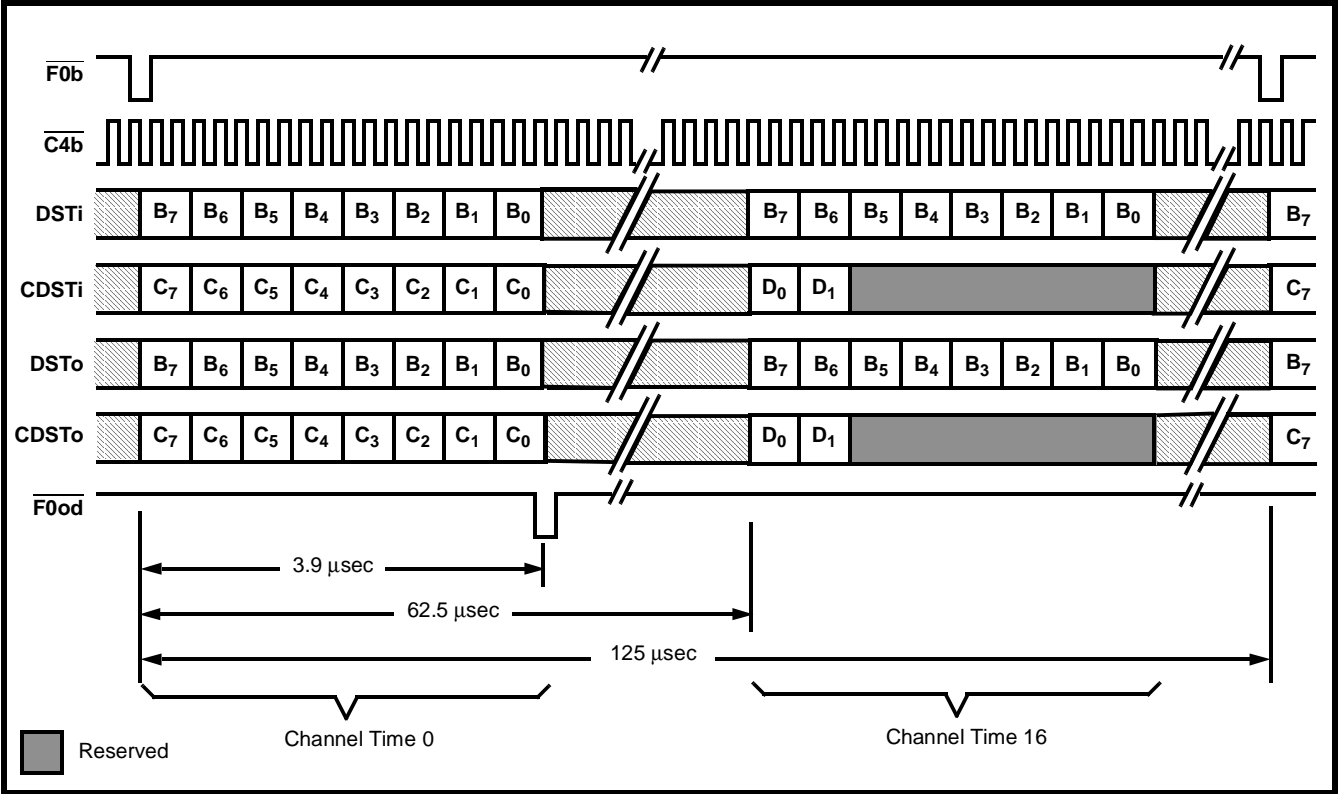 F0b
C4b
DSTi B7 B6 B5 B4 B3 B2 B1 B0 B7 B6 B5 B4 B3 B2 B1 B0 B7
CDSTi C7 C6 C5 C4 C3 C2 C1 C0 D0 D1 C7
DSTo B7 B6 B5 B4 B3 B2 B1 B0 B7 B6 B5 B4 B3 B2 B1 B0 B7
CDSTo C7 C6 C5 C4 C3 C2 C1 C0 D0 D1 C7
F0od
3.9 μsec
62.5 μsec
125 μsec
Channel Time 0 Channel Time 16
Reserved